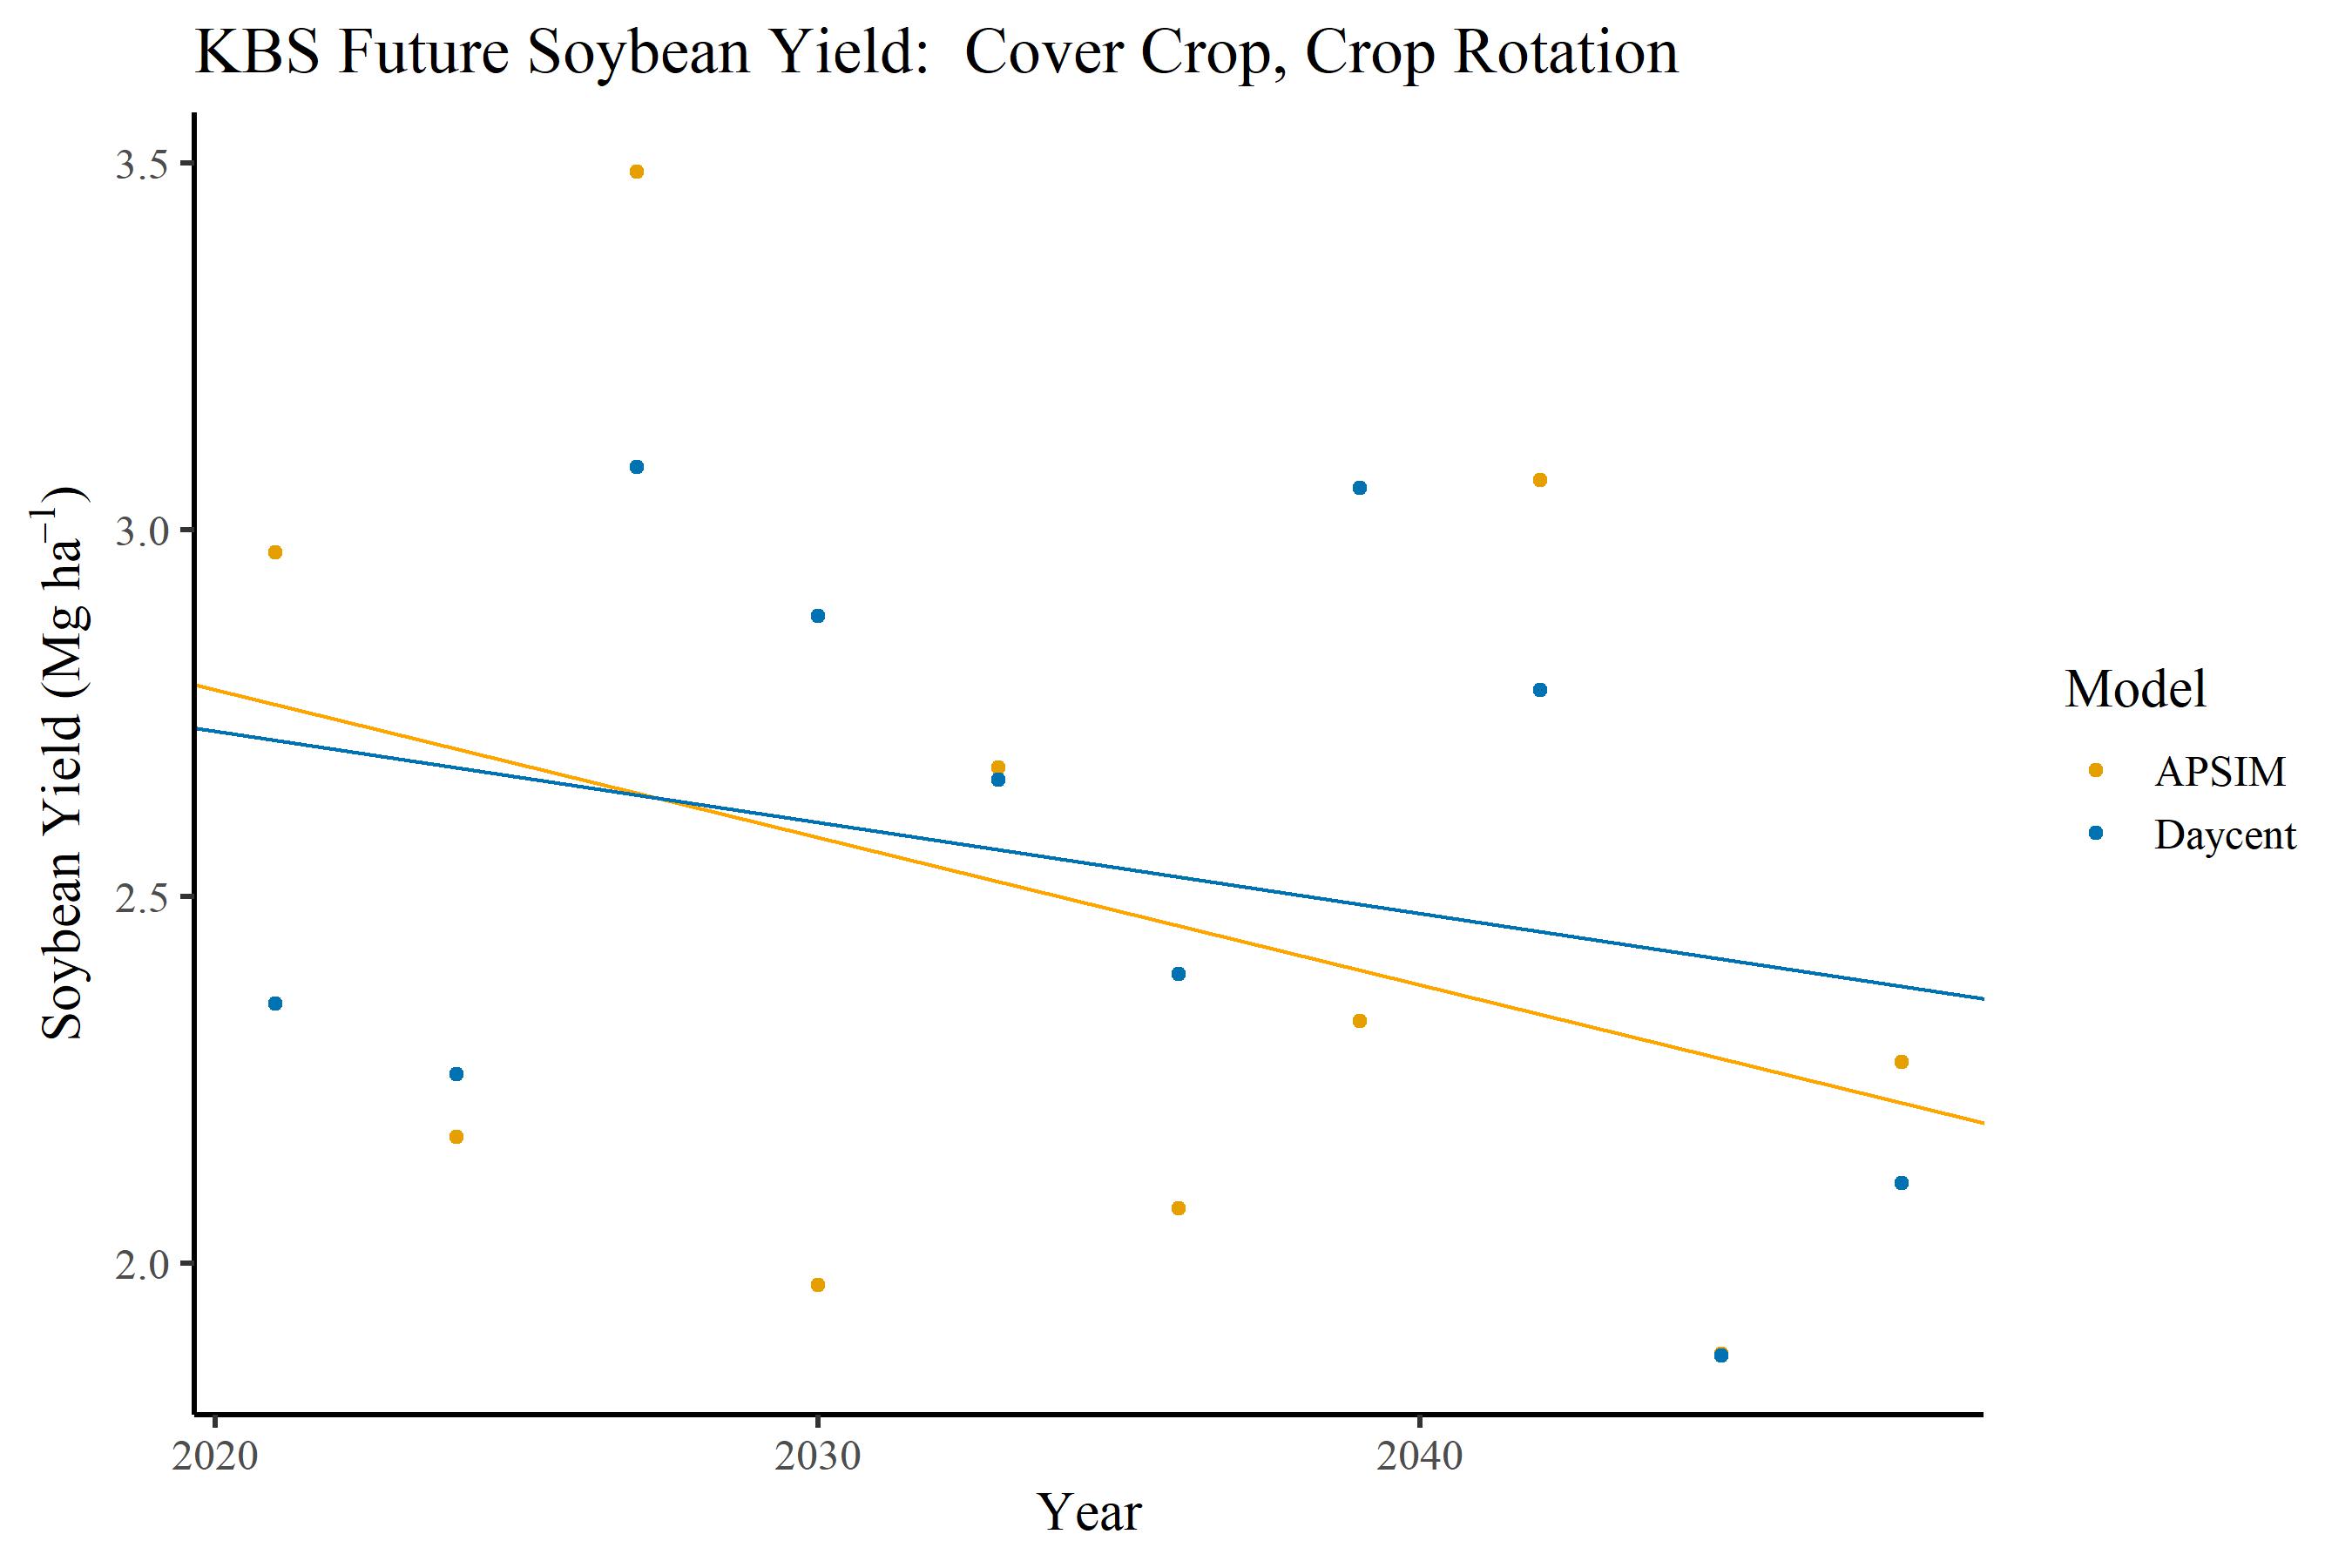 KBS Future Soybean Yield:  Cover Crop, Crop Rotation
3.5
3.0
2.5
2.0
Soybean Yield (Mg ha⁻¹)
2020 2030 2040
Year
Model
APSIM
Daycent